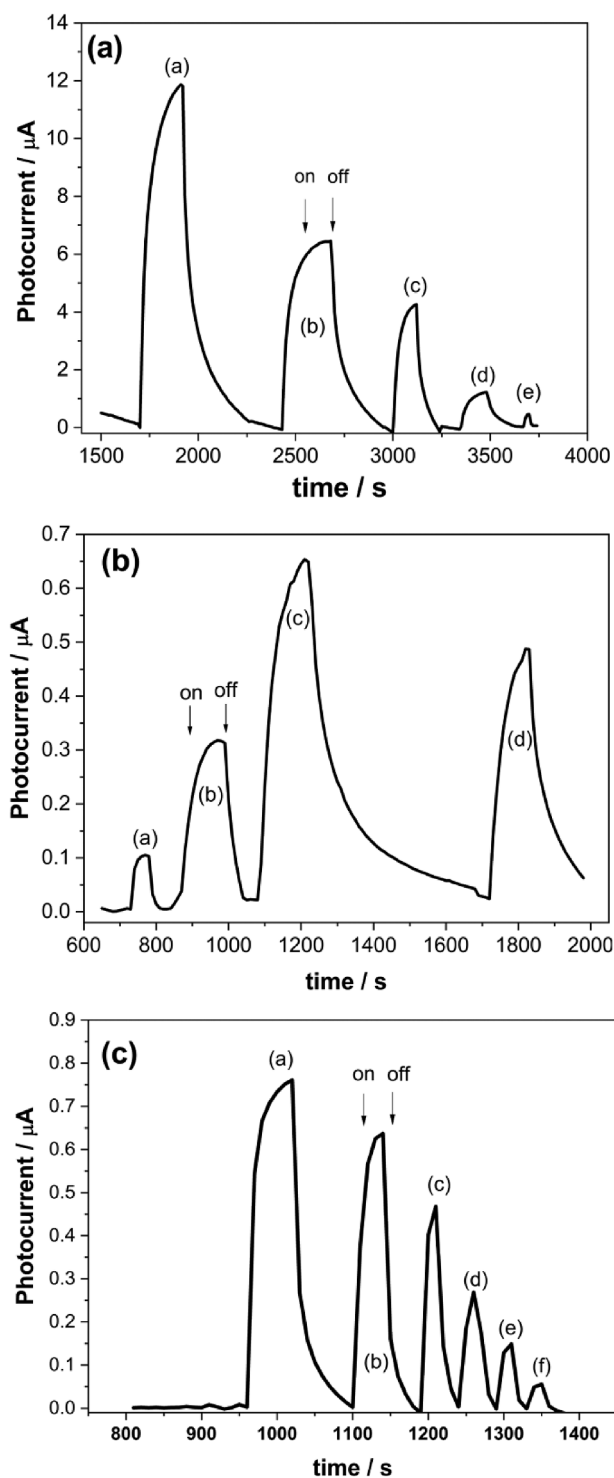 (a)
Photocurrent / µA
14
12
10
8
6
4
2
0
(a)
on off
(b)
(c)
(d)
(e)
1500 2000 2500 3000 3500 4000
time / s
(b)
Photocurrent / µA
0.7
0.6
0.5
0.4
0.3
0.2
0.1
0.0
(a)
on off
(b)
(c)
(d)
600 800 1000 1200 1400 1600 1800 2000
time / s
(c)
Photocurrent / µA
0.9
0.8
0.7
0.6
0.5
0.4
0.3
0.2
0.1
0.0
(a)
on off
(b)
(c)
(d)
(e)
(f)
800 900 1000 1100 1200 1300 1400
time / s